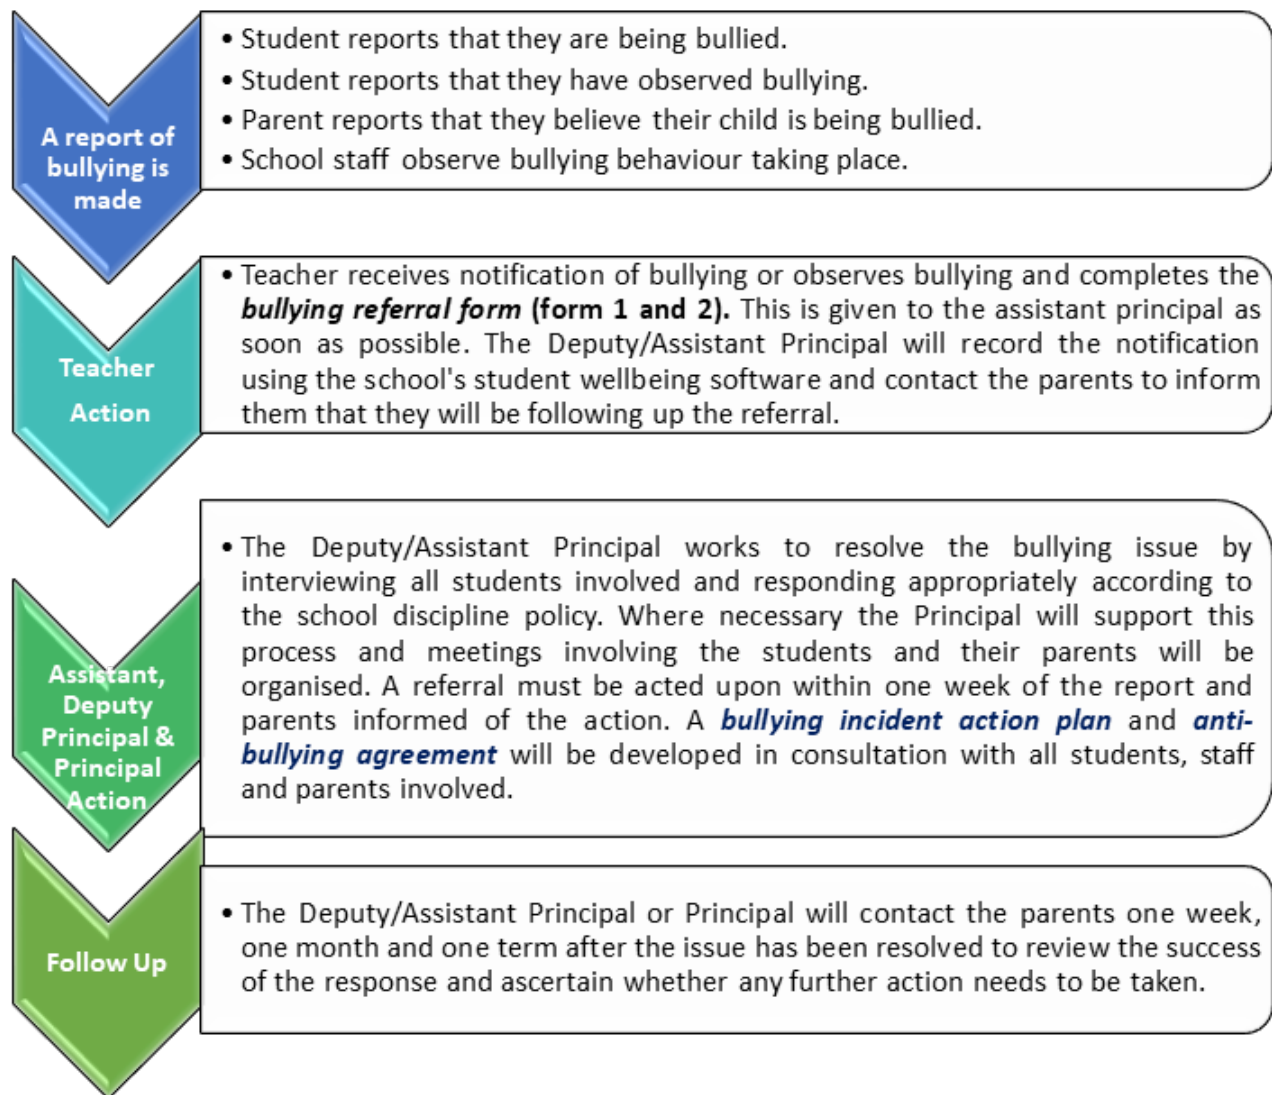 A report of
bullying is
made
• Student reports that they are being bullied.
• Student reports that they have observed bullying.
• Parent reports that they believe their child is being bullied.
• School staff observe bullying behaviour taking place.
Teacher
Action
• Teacher receives notification of bullying or observes bullying and completes the
bullying referral form (form 1 and 2). This is given to the assistant principal as
soon as possible. The Deputy/Assistant Principal will record the notification
using the school's student wellbeing software and contact the parents to inform
them that they will be following up the referral.
Assistant,
Deputy
Principal &
Principal
Action
• The Deputy/Assistant Principal works to resolve the bullying issue by
interviewing all students involved and responding appropriately according to
the school discipline policy. Where necessary the Principal will support this
process and meetings involving the students and their parents will be
organised. A referral must be acted upon within one week of the report and
parents informed of the action. A bullying incident action plan and anti-
bullying agreement will be developed in consultation with all students, staff
and parents involved.
Follow Up
• The Deputy/Assistant Principal or Principal will contact the parents one week,
one month and one term after the issue has been resolved to review the success
of the response and ascertain whether any further action needs to be taken.